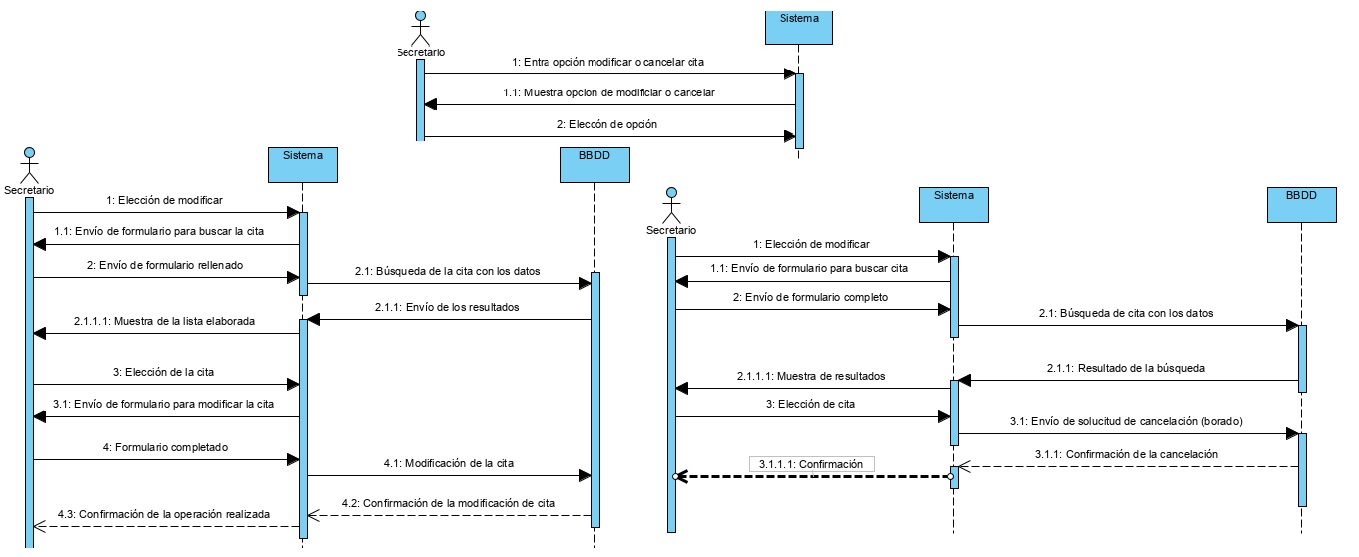 Secretario
Sistema
1: Entra opción modificar o cancelar cita
1.1: Muestra opcion de modificiar o cancelar
2: Eleccón de opción
Secretario
Sistema
BBDD
1: Elección de modificar
1.1: Envío de formulario para buscar la cita
2: Envío de formulario rellenado
2.1: Búsqueda de la cita con los datos
2.1.1: Envío de los resultados
2.1.1.1: Muestra de la lista elaborada
3: Elección de la cita
3.1: Envío de formulario para modificar la cita
4: Formulario completado
4.1: Modificación de la cita
4.2: Confirmación de la modificación de cita
4.3: Confirmación de la operación realizada
Secretario
Sistema
BBDD
1: Elección de modificar
1.1: Envío de formulario para buscar cita
2: Envío de formulario completo
2.1: Búsqueda de cita con los datos
2.1.1: Resultado de la búsqueda
2.1.1.1: Muestra de resultados
3: Elección de cita
3.1: Envío de solucitud de cancelación (borado)
3.1.1: Confirmación de la cancelación
3.1.1.1: Confirmación